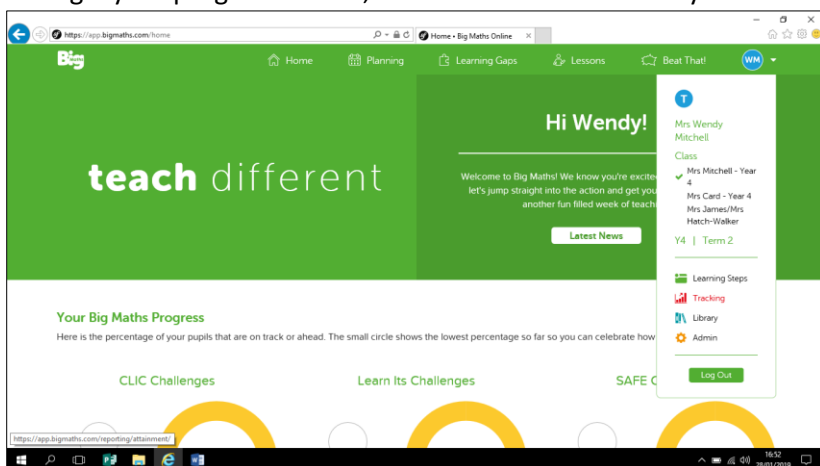 https://app.bigmaths.com/home
Home • Big Maths Online
Big
Maths
Home
Planning
Learning Gaps
Lessons
Beat That!
WM
teach different
Hi Wendy!
Welcome to Big Maths! We know you're excite
let's jump straight into the action and get you
another fun filled week of teach
Latest News
T
Mrs Wendy
Mitchell
Class
Mrs Mitchell - Year
4
Mrs Card - Year 4
Mrs James/Mrs
Hatch-Walker
Y4 | Term 2
Learning Steps
Tracking
Library
Admin
Log Out
Your Big Maths Progress
Here is the percentage of your pupils that are on track or ahead. The small circle shows the lowest percentage so far so you can celebrate how
CLIC Challenges
Learn Its Challenges
SAFE C
https://app.bigmaths.com/reporting/attainment/
16:52
28/01/2019